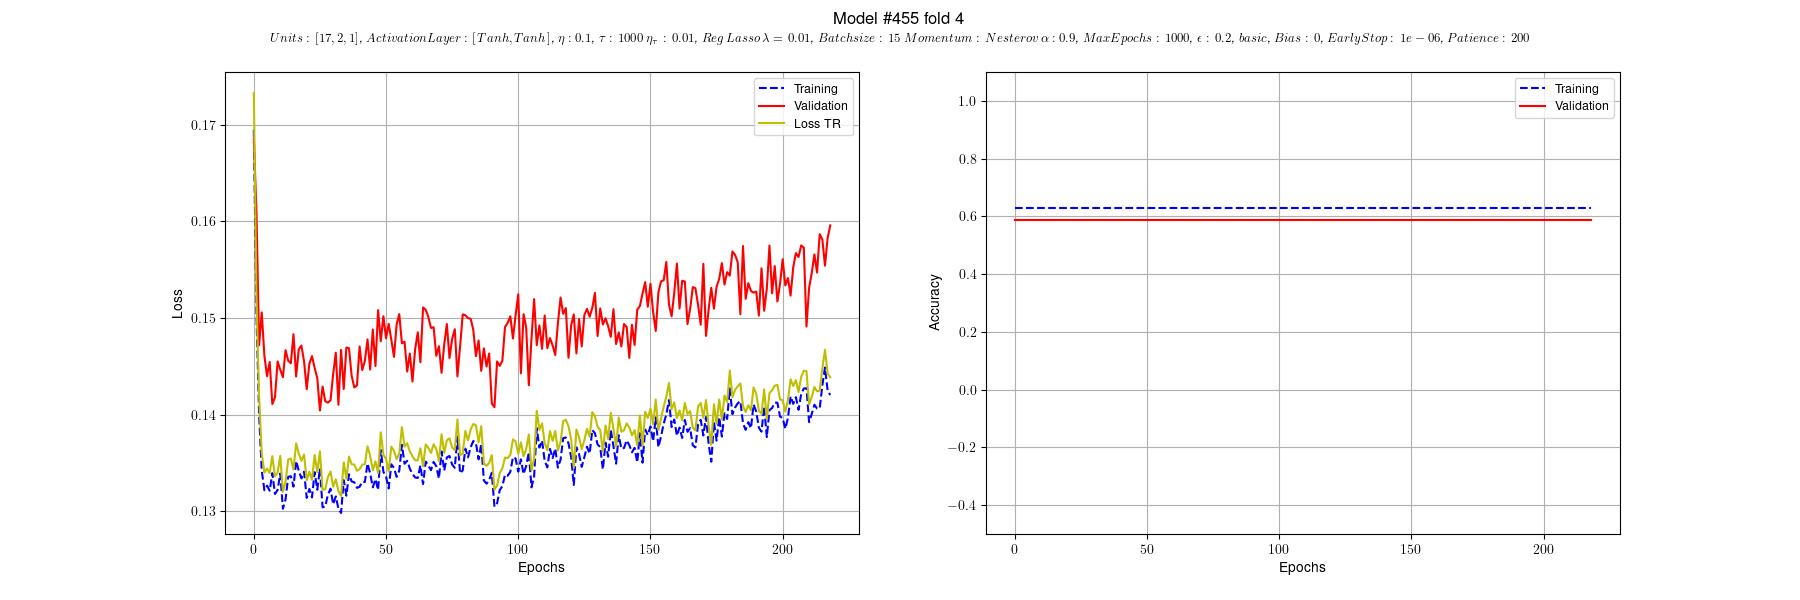 Model #455 fold 4
Units : [17, 2, 1], ActivationLayer : [Tanh, Tanh], η : 0.1, τ : 1000 ητ : 0.01, Reg Lasso λ = 0.01, Batchsize : 15 Momentum : Nesterov α : 0.9, MaxEpochs : 1000, ϵ : 0.2, basic, Bias : 0, EarlyStop : 1e − 06, Patience : 200
Training
Validation
Loss TR
0.17
0.16
0.15
0.14
0.13
Loss
0 50 100 150 200
Epochs
Training
Validation
1.0
0.8
0.6
0.4
0.2
0.0
−0.2
−0.4
Accuracy
0 50 100 150 200
Epochs